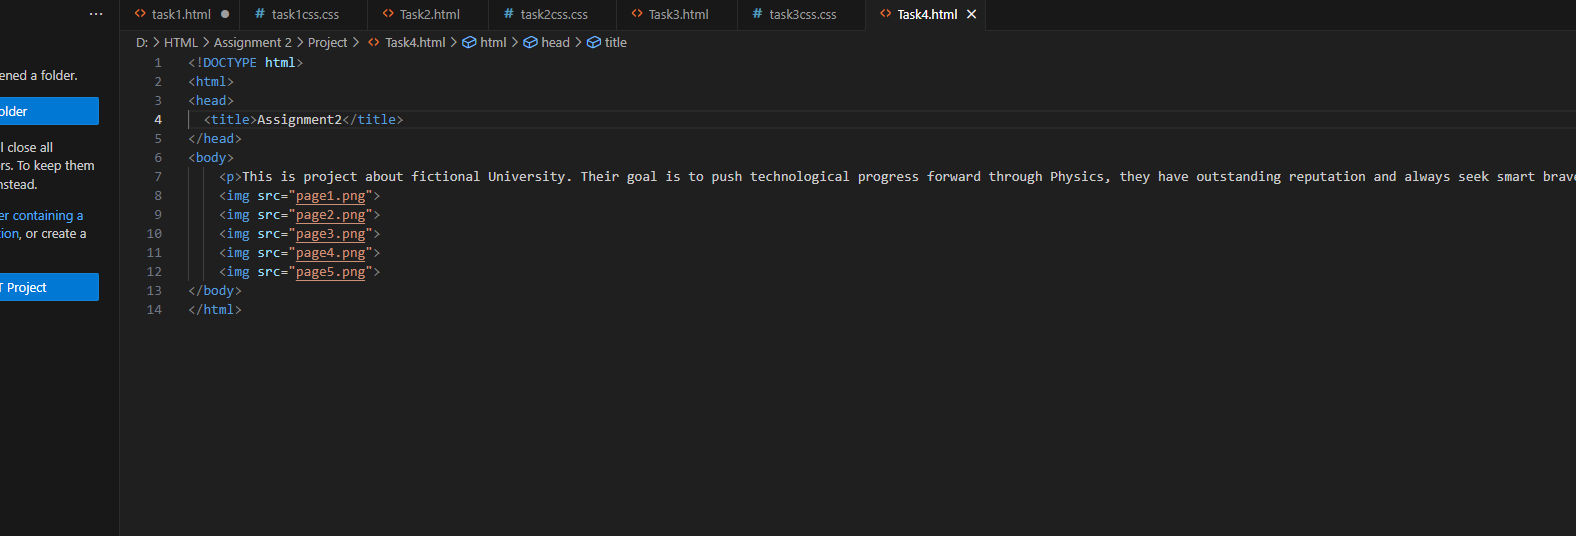 ··· task1.html ● # task1css.css Task2.html # task2css.css Task3.html # task3css.css Task4.html ×
D: > HTML > Assignment 2 > Project > Task4.html > html > head > title
1 <!DOCTYPE html>
2 <html>
3 <head>
4 <title>Assignment2</title>
5 </head>
6 <body>
7 <p>This is project about fictional University. Their goal is to push technological progress forward through Physics, they have outstanding reputation and always seek smart brave
8 <img src="page1.png">
9 <img src="page2.png">
10 <img src="page3.png">
11 <img src="page4.png">
12 <img src="page5.png">
13 </body>
14 </html>
ened a folder.
older
l close all
rs. To keep them
nstead.
er containing a
ion, or create a
T Project